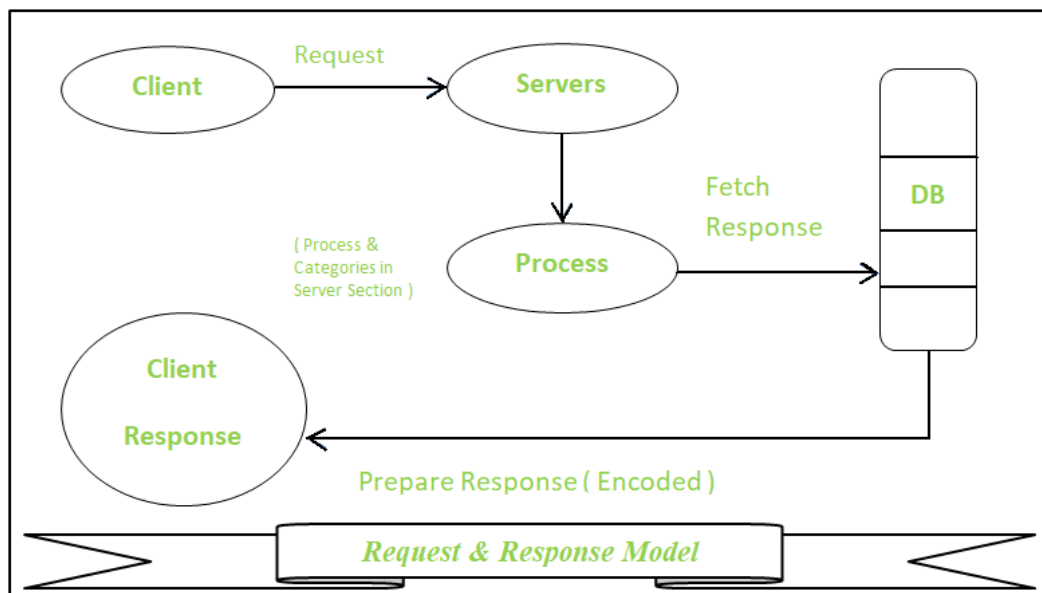 Client
Request
Servers
Fetch
Response
DB
( Process &
Categories in
Server Section )
Process
Client
Response
Prepare Response ( Encoded )
Request & Response Model